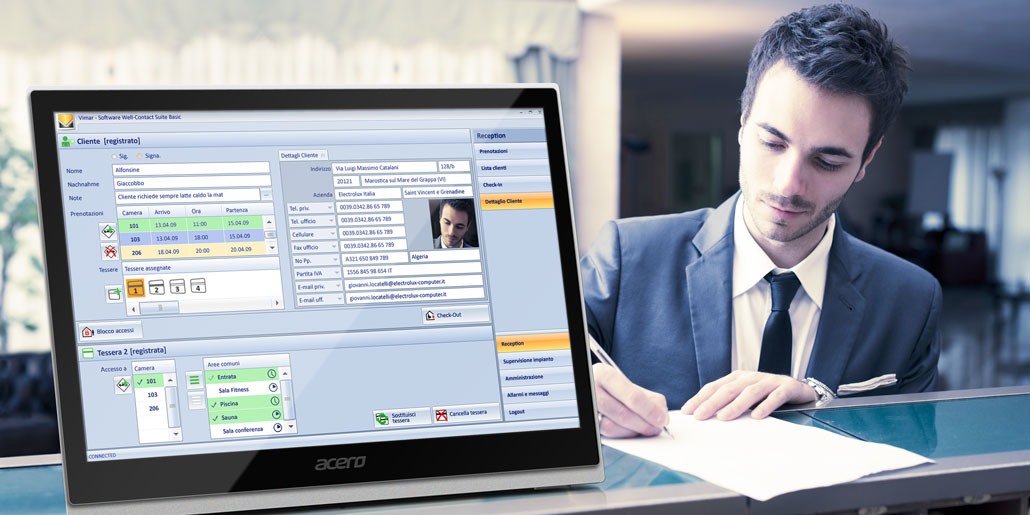 Vimar - Software Well-Contact Suite Basic
Cliente [registrato]
Sig. Signa.
Nome Alfonsine
Nachnahme Giaccobbo
Note Cliente richiede sempre latte caldo la mat
Prenotazioni
Camera Arrivo Ora Partenza
101 13.04.09 11:00 15.04.09
103 13.04.09 18:00 15.04.09
206 18.04.09 20:00 20.04.09
Tessere Tessere assegnate
1 2 3 4
Blocco accessi
Dettagli Cliente
Indirizzo Via Luigi Massimo Catalani 128/b
20121 Marostica sul Mare del Grappa (VI)
Azienda Electrolux Italia Saint Vincent e Grenadine
Tel. priv. 0039.0342.86 65 789
Tel. ufficio 0039.0342.86 65 789
Cellulare 0039.0342.86 65 789
Fax ufficio 0039.0342.86 65 789
No Pp. A321 650 849 789 Algeria
Partita IVA 1556 845 98 654 IT
E-mail priv. giovanni.locatelli@electrolux-computer.it
E-mail uff. giovanni.locatelli@electrolux-computer.it
Check-Out
Reception
Prenotazioni
Lista clienti
Check-In
Dettaglio Cliente
Tessera 2 [registrata]
Accesso a Camera
101
103
206
Aree comuni
Entrata
Sala Fitness
Piscina
Sauna
Sala conferenza
Sostituisci
tessera
Cancella tessera
Reception
Supervisione impianto
Amministrazione
Allarmi e messaggi
Logout
CONNECTED
acero